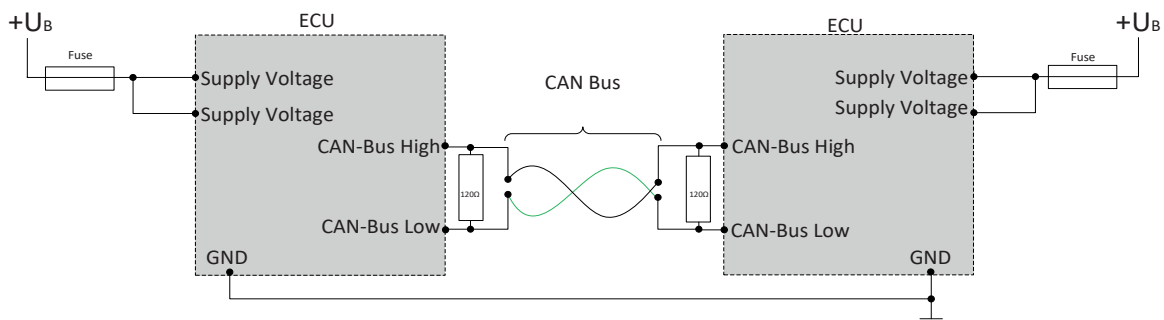 ECU
ECU
+UB
+UB
Fuse
Fuse
Supply Voltage
Supply Voltage
CAN Bus
Supply Voltage
Supply Voltage
CAN-Bus High
CAN-Bus High
120Ω
120Ω
CAN-Bus Low
CAN-Bus Low
GND
GND